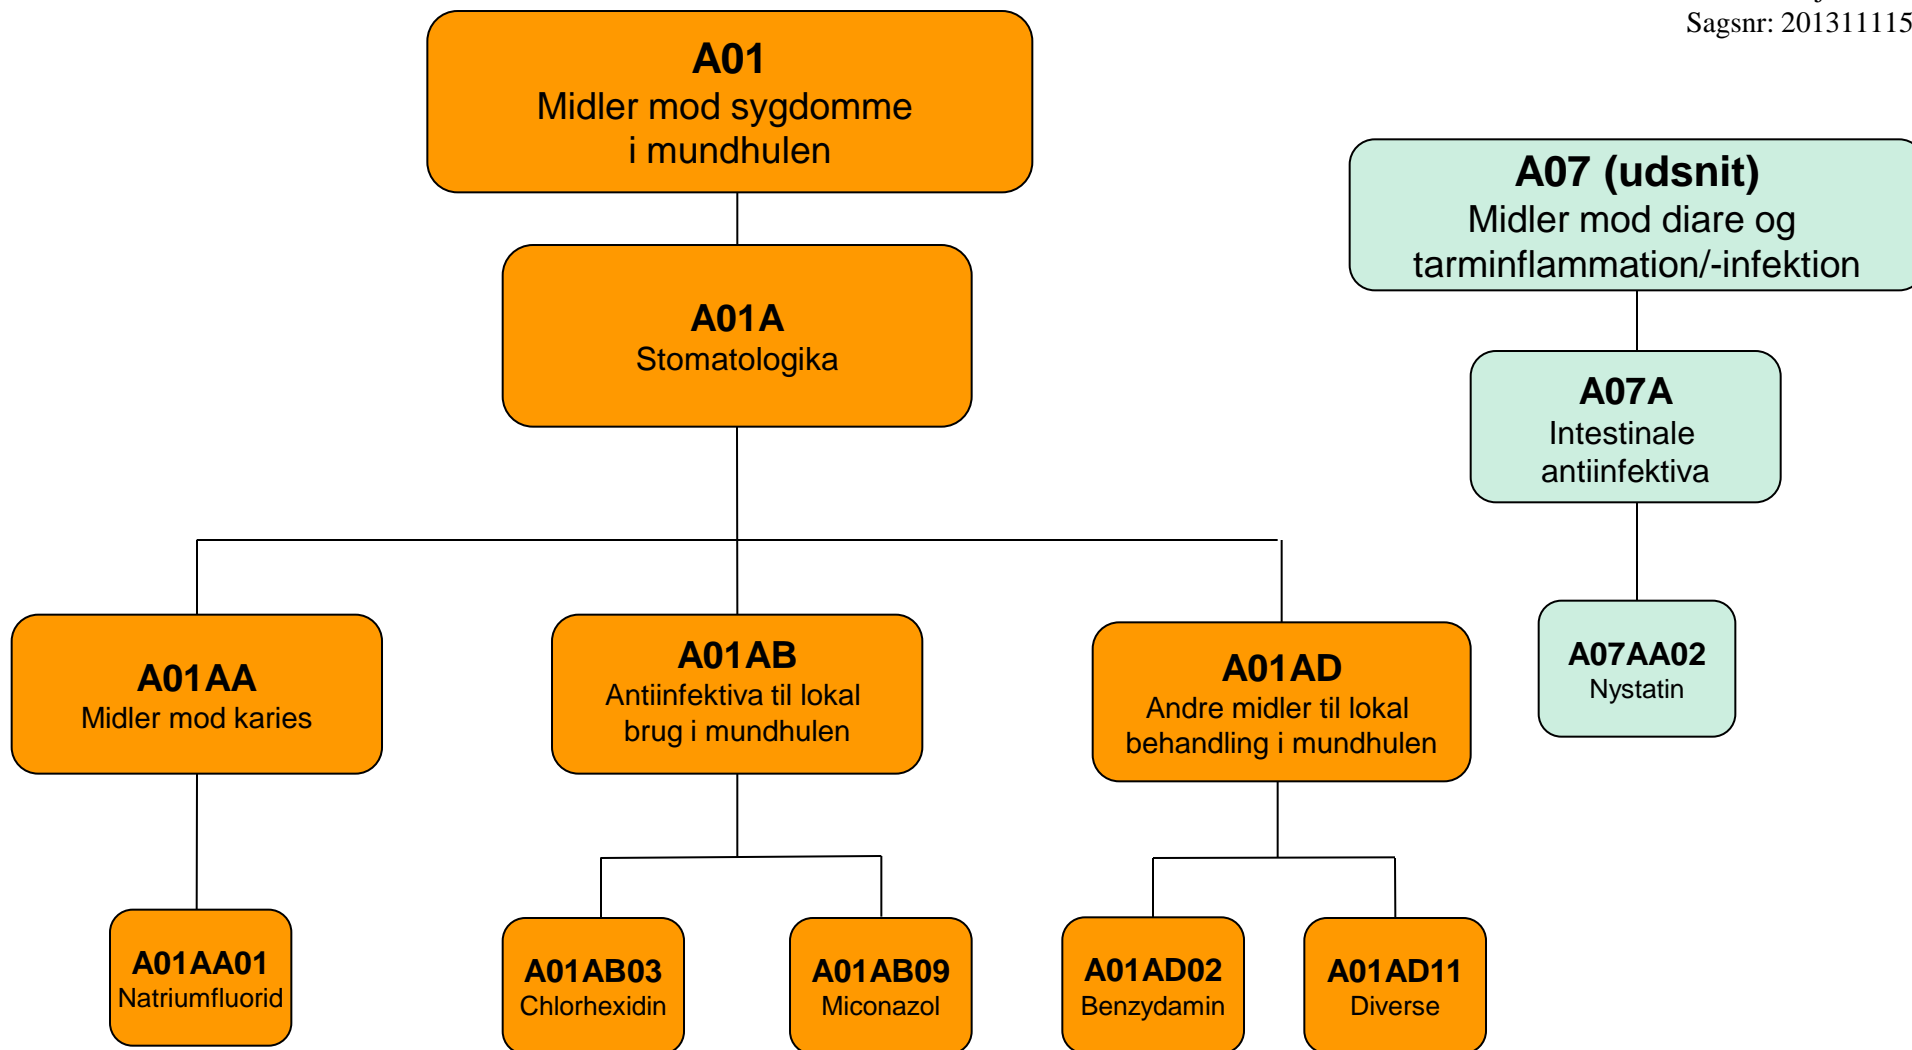 Sagsnr: 201311115
A01
Midler mod sygdomme
i mundhulen
A07 (udsnit)
Midler mod diare og
tarminflammation/-infektion
A01A
Stomatologika
A07A
Intestinale
antiinfektiva
A01AA
Midler mod karies
A01AB
Antiinfektiva til lokal
brug i mundhulen
A01AD
Andre midler til lokal
behandling i mundhulen
A07AA02
Nystatin
A01AA01
Natriumfluorid
A01AB03
Chlorhexidin
A01AB09
Miconazol
A01AD02
Benzydamin
A01AD11
Diverse